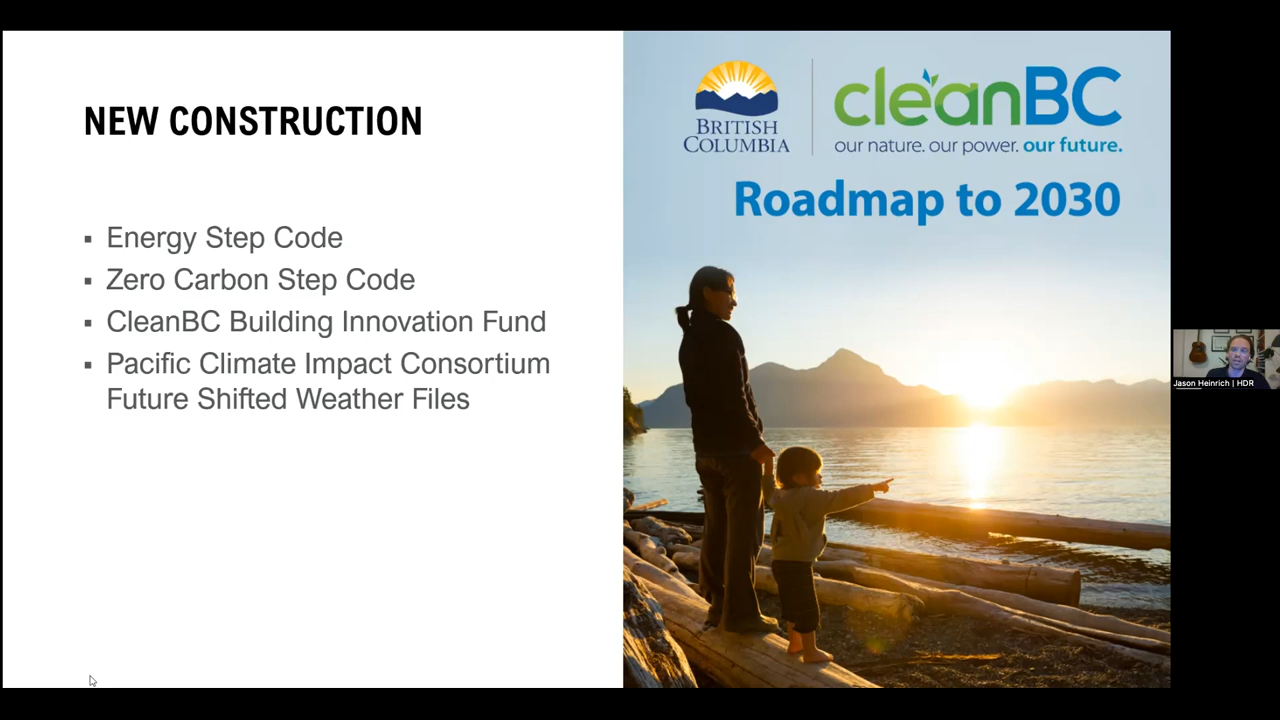 NEW CONSTRUCTION
▪ Energy Step Code
▪ Zero Carbon Step Code
▪ CleanBC Building Innovation Fund
▪ Pacific Climate Impact Consortium
Future Shifted Weather Files
BRITISH
COLUMBIA
cleanBC
our nature. our power. our future.
Roadmap to 2030
Jason Heinrich | HDR